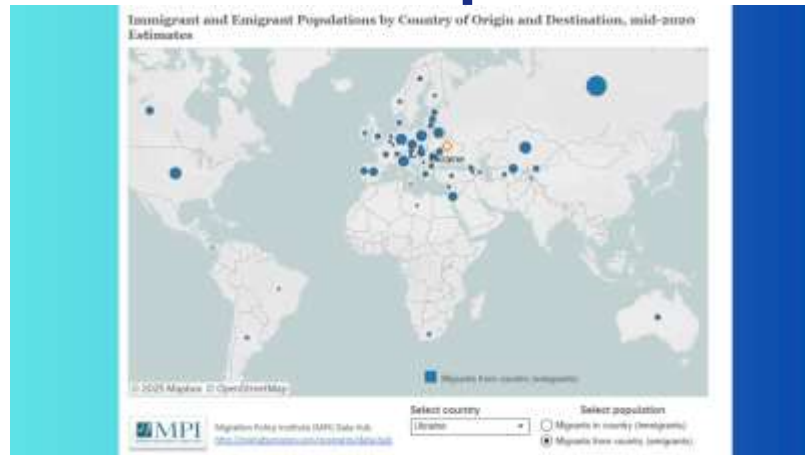 Immigrant and Emigrant Populations by Country of Origin and Destination, mid-2020
Estimates
Ukraine
© 2025 Mapbox © OpenStreetMap
Migrants from country (emigrants)
Select country
Select population
Ukraine
Migrants in country (immigrants)
MPI
Migration Policy Institute (MPI) Data Hub
Migrants from country (emigrants)